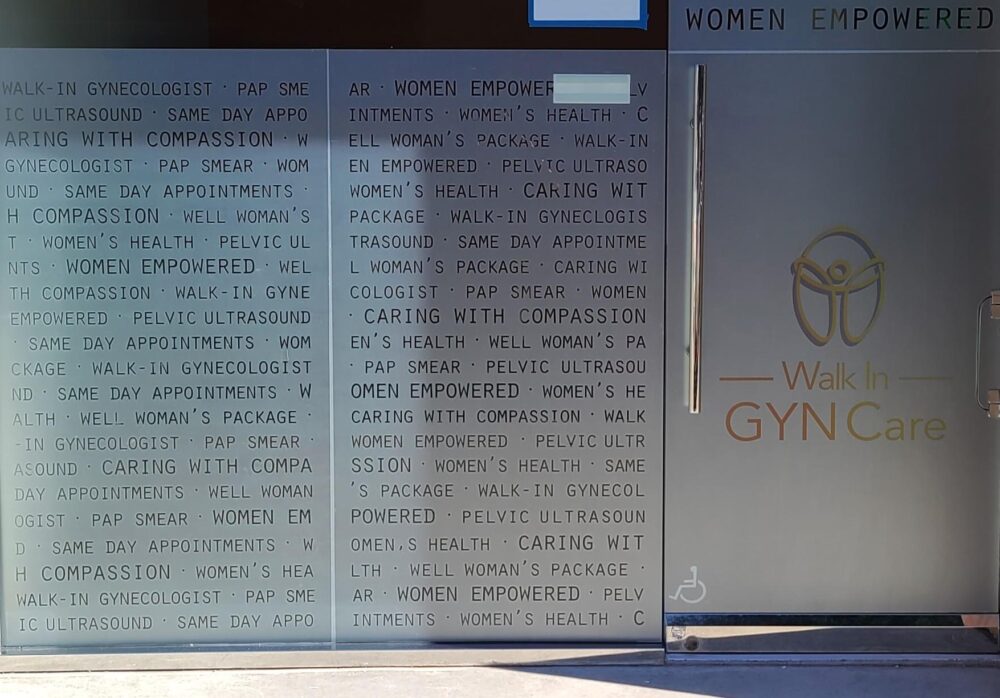 WOMEN EMPOWERED
WALK-IN GYNECOLOGIST · PAP SME AR · WOMEN EMPOWER LV
IC ULTRASOUND · SAME DAY APPO INTMENTS · WOMEN'S HEALTH · C
ARING WITH COMPASSION · W ELL WOMAN'S PACKAGE · WALK-IN
GYNECOLOGIST · PAP SMEAR · WOM EN EMPOWERED · PELVIC ULTRASO
UND · SAME DAY APPOINTMENTS · WOMEN'S HEALTH · CARING WIT
H COMPASSION · WELL WOMAN'S PACKAGE · WALK-IN GYNECLOGIS
T · WOMEN'S HEALTH · PELVIC UL TRASOUND · SAME DAY APPOINTME
NTS · WOMEN EMPOWERED · WEL L WOMAN'S PACKAGE · CARING WI
TH COMPASSION · WALK-IN GYNE COLOGIST · PAP SMEAR · WOMEN
EMPOWERED · PELVIC ULTRASOUND · CARING WITH COMPASSION
· SAME DAY APPOINTMENTS · WOM EN'S HEALTH · WELL WOMAN'S PA
CKAGE · WALK-IN GYNECOLOGIST · PAP SMEAR · PELVIC ULTRASOU
ND · SAME DAY APPOINTMENTS · W OMEN EMPOWERED · WOMEN'S HE
ALTH · WELL WOMAN'S PACKAGE · CARING WITH COMPASSION · WALK
-IN GYNECOLOGIST · PAP SMEAR · WOMEN EMPOWERED · PELVIC ULTR
ASOUND · CARING WITH COMPA SSION · WOMEN'S HEALTH · SAME
DAY APPOINTMENTS · WELL WOMAN 'S PACKAGE · WALK-IN GYNECOL
OGIST · PAP SMEAR · WOMEN EM POWERED · PELVIC ULTRASOUN
D · SAME DAY APPOINTMENTS · W OMEN,S HEALTH · CARING WIT
H COMPASSION · WOMEN'S HEA LTH · WELL WOMAN'S PACKAGE ·
WALK-IN GYNECOLOGIST · PAP SME AR · WOMEN EMPOWERED · PELV
IC ULTRASOUND · SAME DAY APPO INTMENTS · WOMEN'S HEALTH · C
Walk In
GYN Care